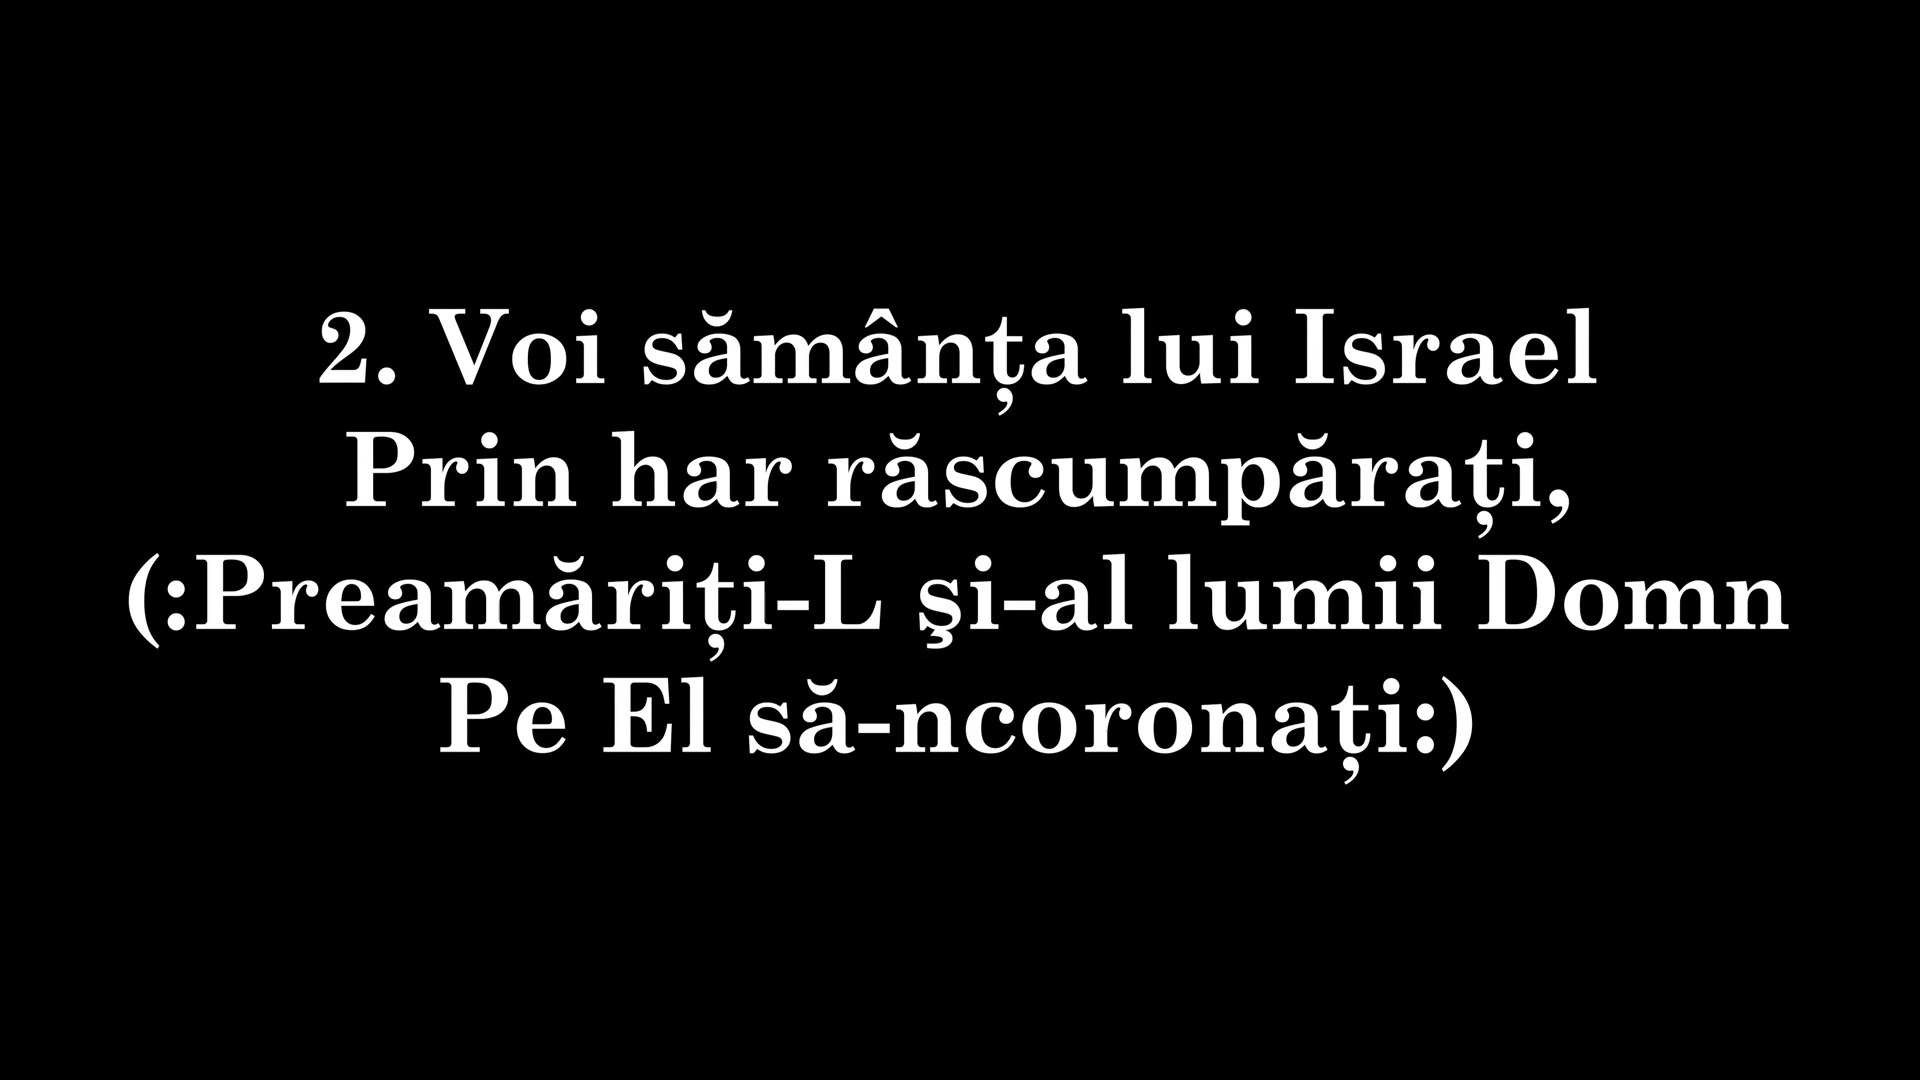 2. Voi sămânța lui Israel
Prin har răscumpărați,
(:Preamăriți-L şi-al lumii Domn
Pe El să-ncoronați:)